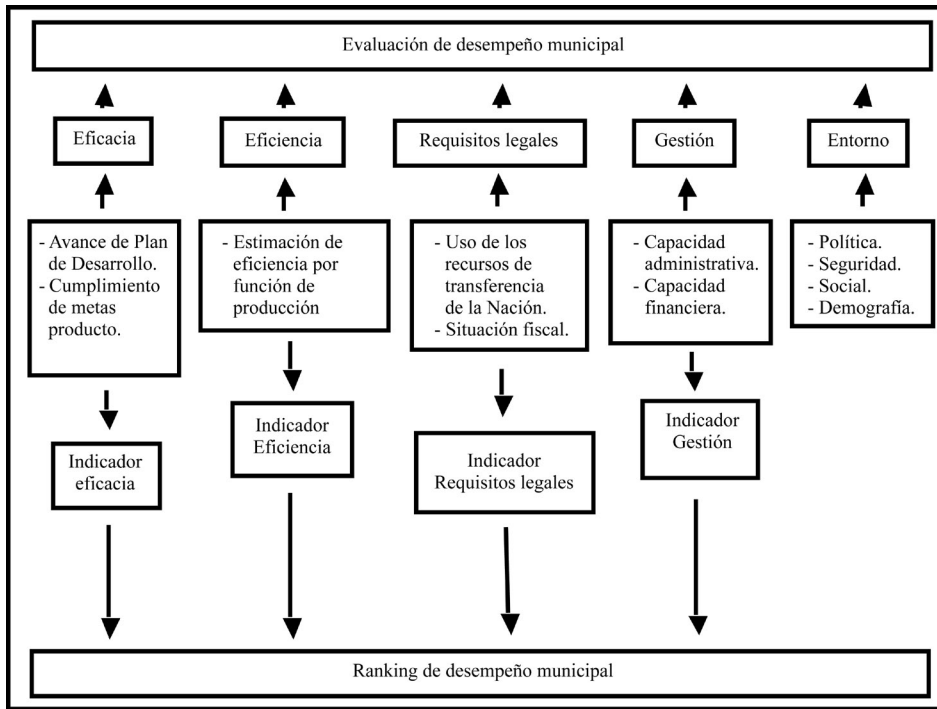 Evaluación de desempeño municipal
Eficacia
Eficiencia
Requisitos legales
Gestión
Entorno
- Avance de Plan
de Desarrollo.
- Cumplimiento
de metas
producto.
- Estimación de
eficiencia por
función de
producción
- Uso de los
recursos de
transferencia
de la Nación.
- Situación fiscal.
- Capacidad
administrativa.
- Capacidad
financiera.
- Política.
- Seguridad.
- Social.
- Demografía.
Indicador
eficacia
Indicador
Eficiencia
Indicador
Requisitos legales
Indicador
Gestión
Ranking de desempeño municipal